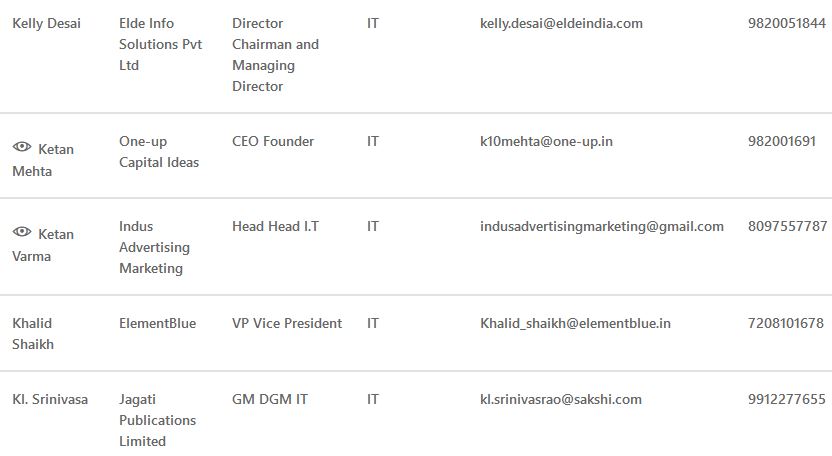 Kelly Desai Elde Info Director IT kelly.desai@eldeindia.com 9820051844
Solutions Pvt Chairman and
Ltd Managing
Director
Ketan One-up CEO Founder IT k10mehta@one-up.in 982001691
Mehta Capital Ideas
Ketan Indus Head Head I.T IT indusadvertisingmarketing@gmail.com 8097557787
Varma Advertising
Marketing
Khalid ElementBlue VP Vice President IT Khalid_shaikh@elementblue.in 7208101678
Shaikh
Kl. Srinivasa Jagati GM DGM IT IT kl.srinivasrao@sakshi.com 9912277655
Publications
Limited